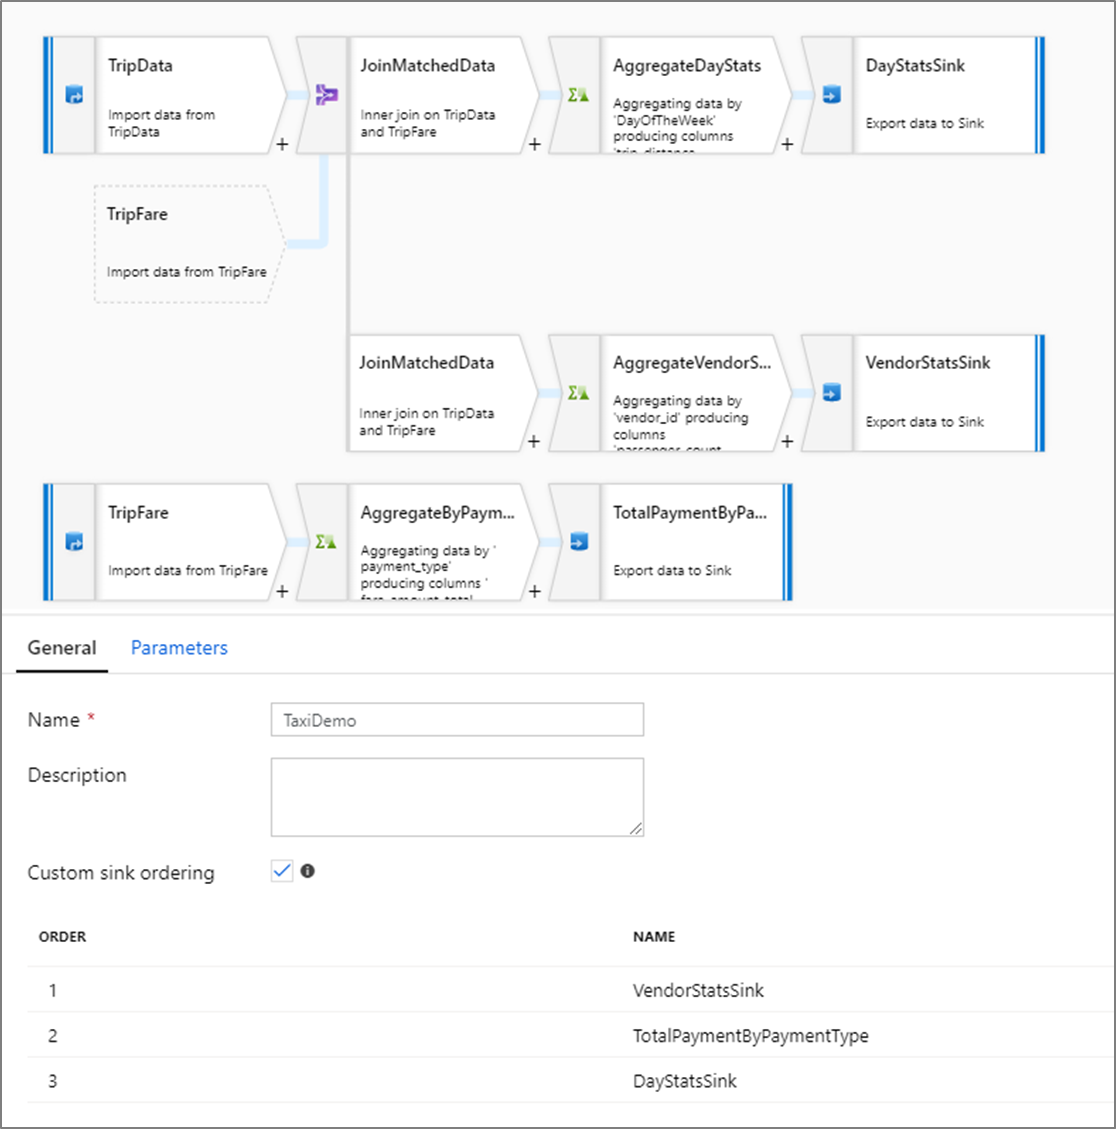 TripData
Import data from
TripData
+
JoinMatchedData
Inner join on TripData
and TripFare
+
AggregateDayStats
Aggregating data by
'DayOfTheWeek'
producing columns
'trip_distance
+
DayStatsSink
Export data to Sink
TripFare
Import data from TripFare
JoinMatchedData
Inner join on TripData
and TripFare
+
AggregateVendorS...
Aggregating data by
'vendor_id' producing
columns
'passenger_count
+
VendorStatsSink
Export data to Sink
TripFare
Import data from TripFare
+
AggregateByPaym...
Aggregating data by '
payment_type'
producing columns '
fare_amount_total
+
TotalPaymentByPa...
Export data to Sink
General Parameters
Name * TaxiDemo
Description
Custom sink ordering
ORDER NAME
1 VendorStatsSink
2 TotalPaymentByPaymentType
3 DayStatsSink